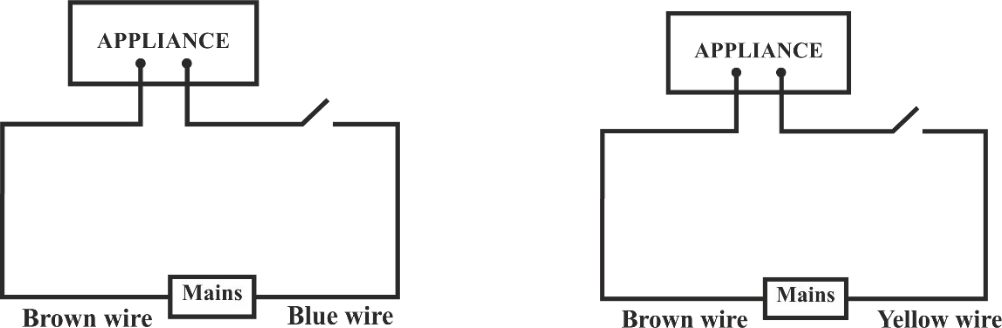 APPLIANCE
Mains
Brown wire
Blue wire
APPLIANCE
Mains
Brown wire
Yellow wire